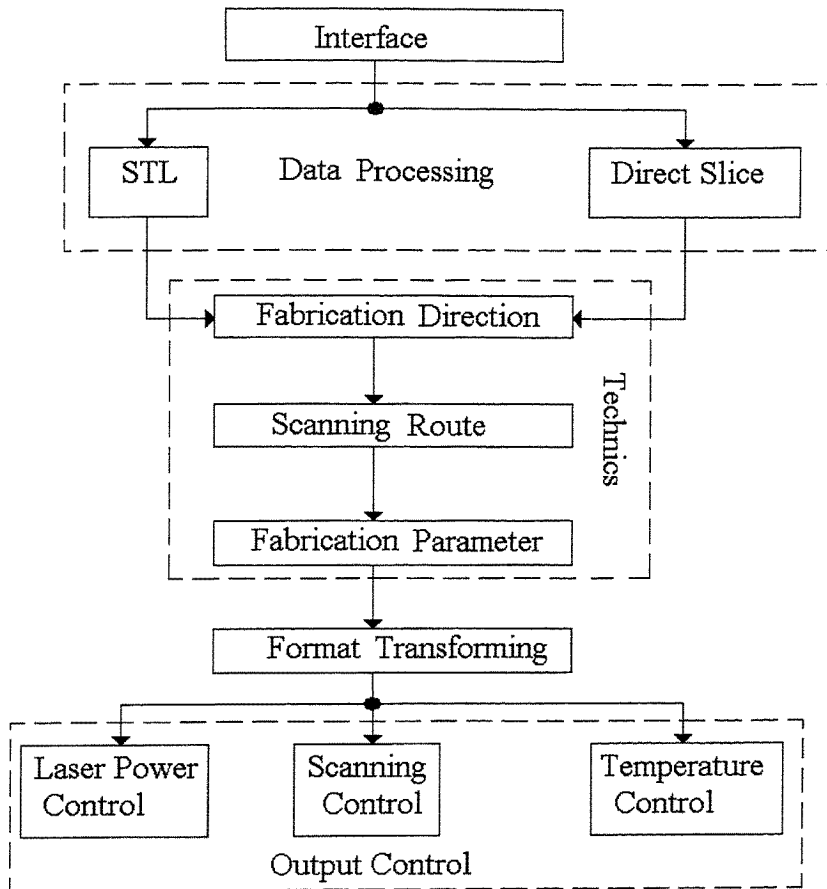 Interface
STL
Data Processing
Direct Slice
Fabrication Direction
Technics
Scanning Route
Fabrication Parameter
Format Transforming
Laser Power
Control
Scanning
Control
Temperature
Control
Output Control